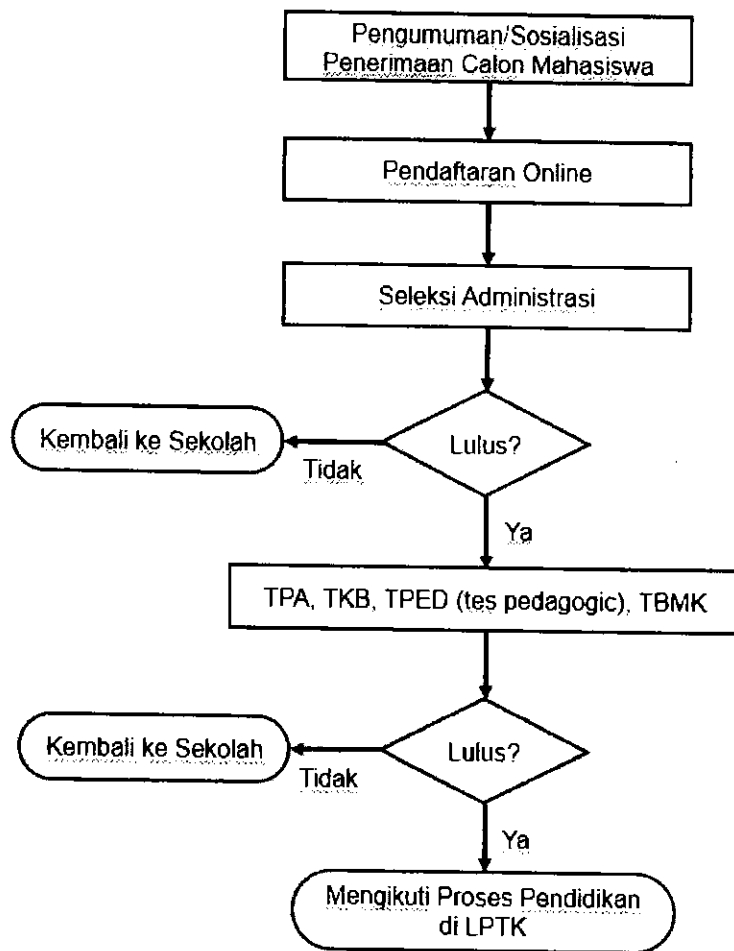 Pengumuman/Sosialisasi
Penerimaan Calon Mahasiswa
Pendaftaran Online
Seleksi Administrasi
Lulus?
Kembali ke Sekolah
Tidak
Ya
TPA, TKB, TPED (tes pedagogic), TBMK
Lulus?
Kembali ke Sekolah
Tidak
Ya
Mengikuti Proses Pendidikan
di LPTK